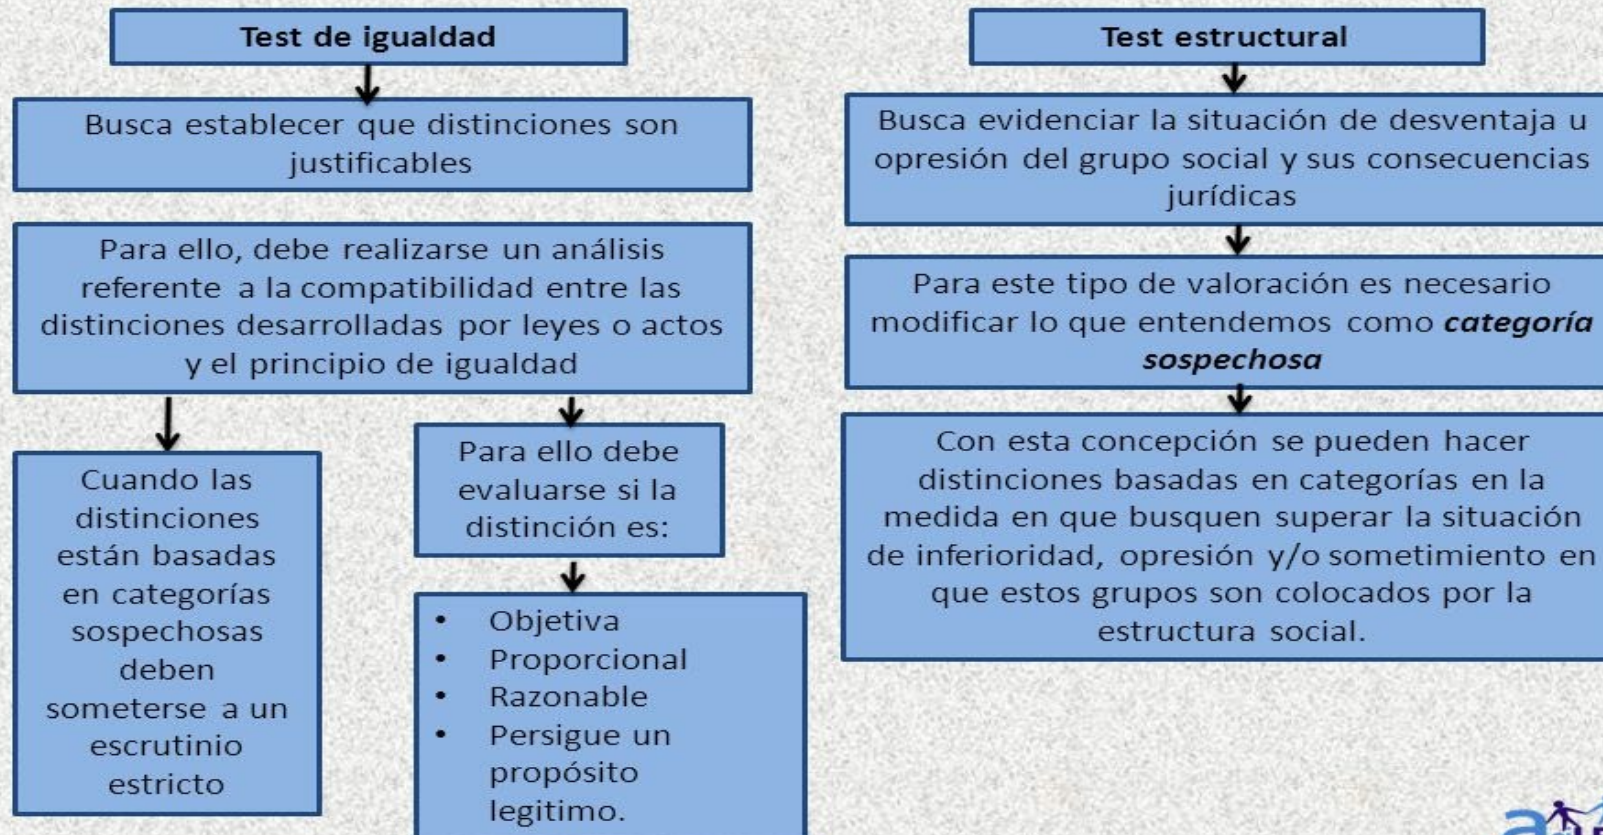 Test de igualdad
Busca establecer que distinciones son
justificables
Para ello, debe realizarse un análisis
referente a la compatibilidad entre las
distinciones desarrolladas por leyes o actos
y el principio de igualdad
Cuando las
distinciones
están basadas
en categorías
sospechosas
deben
someterse a un
escrutinio
estricto
Para ello debe
evaluarse si la
distinción es:
• Objetiva
• Proporcional
• Razonable
• Persigue un
propósito
legitimo.
Test estructural
Busca evidenciar la situación de desventaja u
opresión del grupo social y sus consecuencias
jurídicas
Para este tipo de valoración es necesario
modificar lo que entendemos como categoría
sospechosa
Con esta concepción se pueden hacer
distinciones basadas en categorías en la
medida en que busquen superar la situación
de inferioridad, opresión y/o sometimiento en
que estos grupos son colocados por la
estructura social.